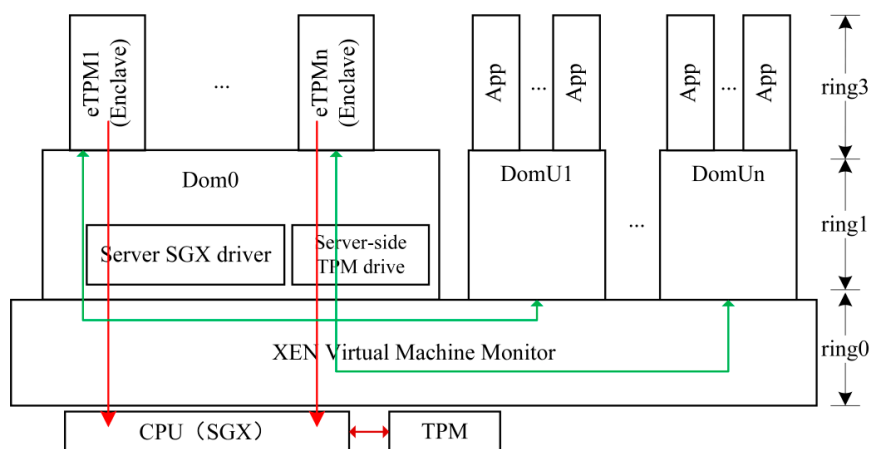 eTPM1
(Enclave)
...
eTPMn
(Enclave)
App
...
App
App
...
App
ring3
Dom0
DomU1
DomUn
...
ring1
Server SGX driver
Server-side
TPM drive
XEN Virtual Machine Monitor
ring0
CPU（SGX）
TPM